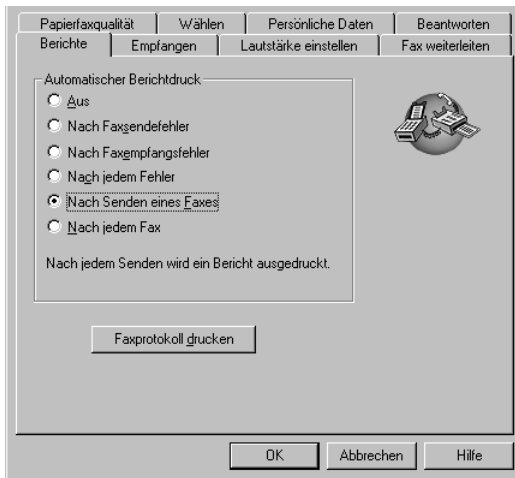 Papierfaxqualität Wählen Persönliche Daten Beantworten
Berichte Empfangen Lautstärke einstellen Fax weiterleiten
Automatischer Berichtdruck
Aus
Nach Faxsendefehler
Nach Faxempfangsfehler
Nach jedem Fehler
Nach Senden eines Faxes
Nach jedem Fax
Nach jedem Senden wird ein Bericht ausgedruckt.
Faxprotokoll drucken
OK Abbrechen Hilfe